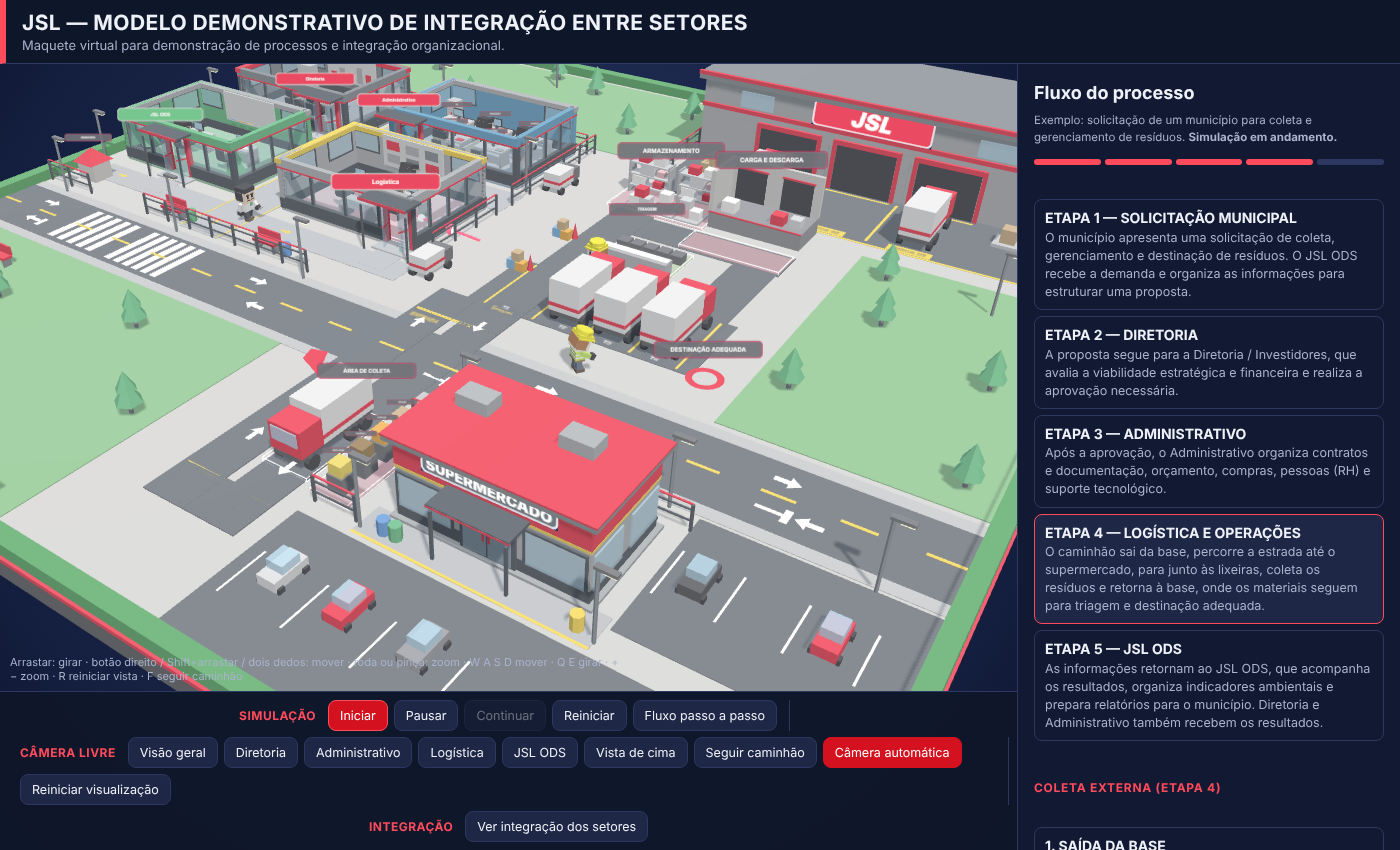 JSL — MODELO DEMONSTRATIVO DE INTEGRAÇÃO ENTRE SETORES
Maquete virtual para demonstração de processos e integração organizacional.
Diretoria
Administrativo
JSL ODS
Logística
ARMAZENAMENTO
CARGA E DESCARGA
TRIAGEM
JSL
DESTINAÇÃO ADEQUADA
ÁREA DE COLETA
SUPERMERCADO
Arrastar: girar · botão direito / Shift+arrastar / dois dedos: mover · roda ou pinça: zoom · W A S D mover · Q E girar · +
− zoom · R reiniciar vista · F seguir caminhão
SIMULAÇÃO
Iniciar
Pausar
Continuar
Reiniciar
Fluxo passo a passo
CÂMERA LIVRE
Visão geral
Diretoria
Administrativo
Logística
JSL ODS
Vista de cima
Seguir caminhão
Câmera automática
Reiniciar visualização
INTEGRAÇÃO
Ver integração dos setores
Fluxo do processo
Exemplo: solicitação de um município para coleta e
gerenciamento de resíduos. Simulação em andamento.
ETAPA 1 — SOLICITAÇÃO MUNICIPAL
O município apresenta uma solicitação de coleta,
gerenciamento e destinação de resíduos. O JSL ODS
recebe a demanda e organiza as informações para
estruturar uma proposta.
ETAPA 2 — DIRETORIA
A proposta segue para a Diretoria / Investidores, que
avalia a viabilidade estratégica e financeira e realiza a
aprovação necessária.
ETAPA 3 — ADMINISTRATIVO
Após a aprovação, o Administrativo organiza contratos
e documentação, orçamento, compras, pessoas (RH) e
suporte tecnológico.
ETAPA 4 — LOGÍSTICA E OPERAÇÕES
O caminhão sai da base, percorre a estrada até o
supermercado, para junto às lixeiras, coleta os
resíduos e retorna à base, onde os materiais seguem
para triagem e destinação adequada.
ETAPA 5 — JSL ODS
As informações retornam ao JSL ODS, que acompanha
os resultados, organiza indicadores ambientais e
prepara relatórios para o município. Diretoria e
Administrativo também recebem os resultados.
COLETA EXTERNA (ETAPA 4)
1. SAÍDA DA BASE